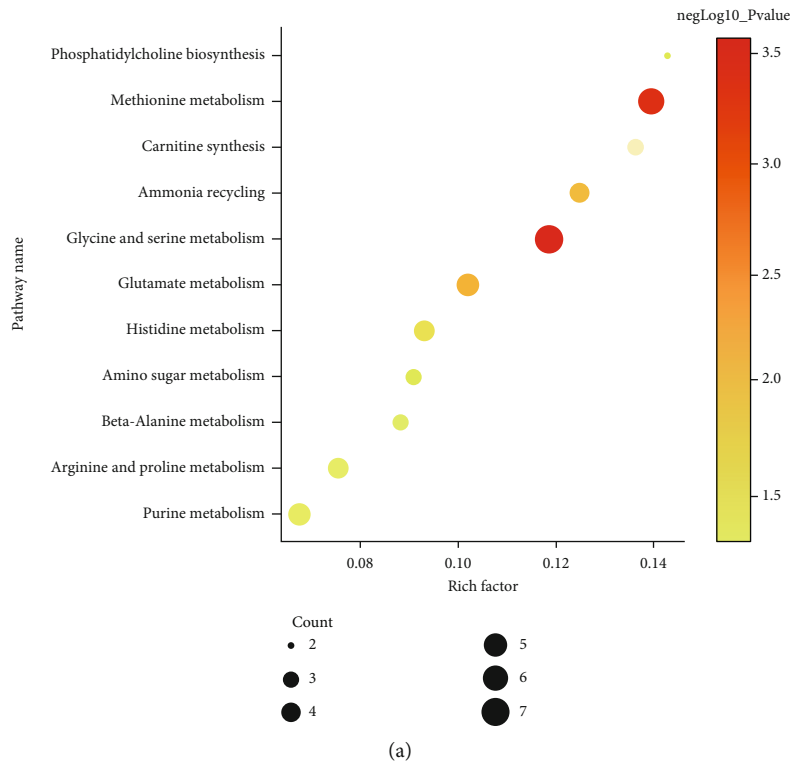 negLog10_Pvalue
Phosphatidylcholine biosynthesis
Methionine metabolism
Carnitine synthesis
Ammonia recycling
Glycine and serine metabolism
Glutamate metabolism
Histidine metabolism
Amino sugar metabolism
Beta-Alanine metabolism
Arginine and proline metabolism
Purine metabolism
Pathway name
3.5
3.0
2.5
2.0
1.5
0.08 0.10 0.12 0.14
Rich factor
Count
2 5
3 6
4 7
(a)